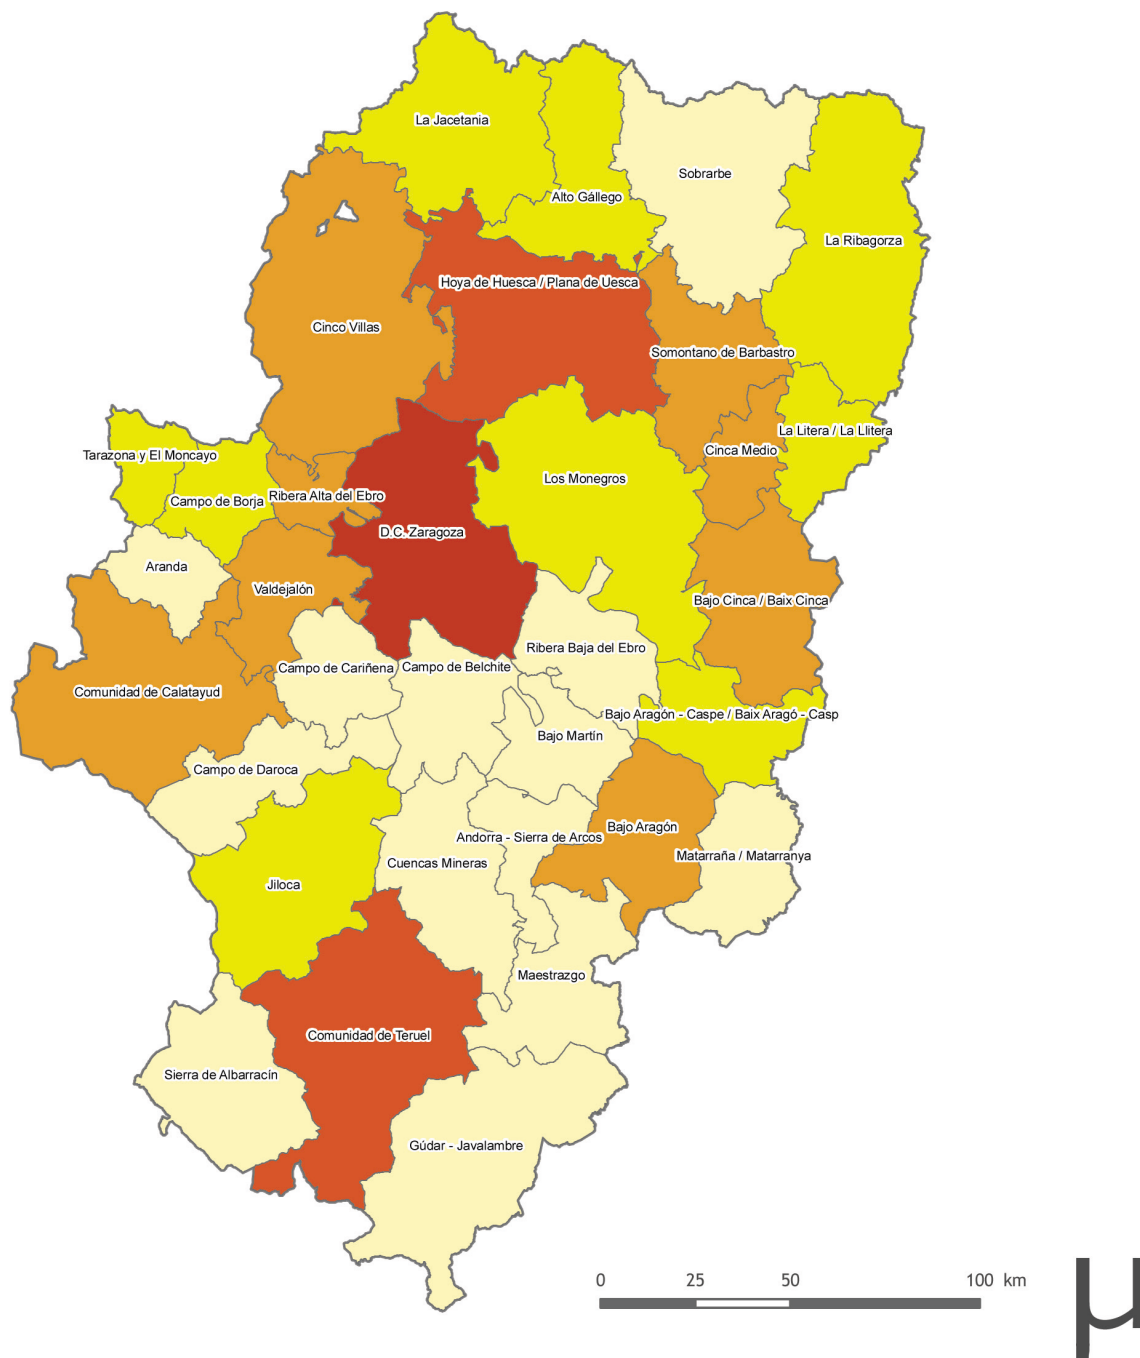 La Jacetania
Sobrarbe
Alto Gállego
La Ribagorza
Hoya de Huesca / Plana de Uesca
Cinco Villas
Somontano de Barbastro
La Litera / La Llitera
Cinca Medio
Tarazona y El Moncayo
Los Monegros
Ribera Alta del Ebro
Campo de Borja
D.C. Zaragoza
Aranda
Valdejalón
Bajo Cinca / Baix Cinca
Ribera Baja del Ebro
Campo de Cariñena
Campo de Belchite
Comunidad de Calatayud
Bajo Aragón - Caspe / Baix Aragó - Casp
Bajo Martín
Campo de Daroca
Bajo Aragón
Andorra - Sierra de Arcos
Matarraña / Matarranya
Cuencas Mineras
Jiloca
Maestrazgo
Comunidad de Teruel
Sierra de Albarracín
Gúdar - Javalambre
0 25 50 100 km
µ